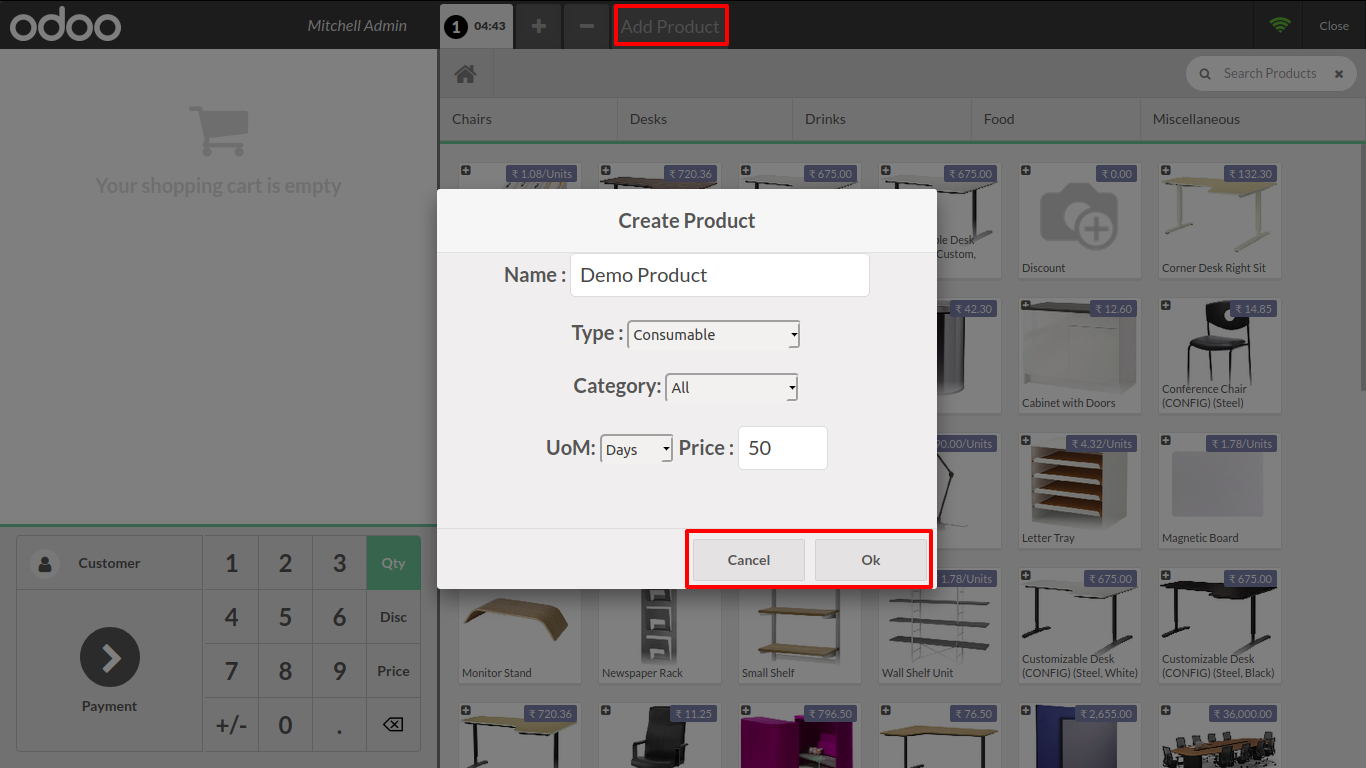 odoo
Mitchell Admin
1 04:43
Add Product
Close
Search Products
Chairs
Desks
Drinks
Food
Miscellaneous
Your shopping cart is empty
₹ 1.08/Units
₹ 720.36
₹ 675.00
₹ 675.00
₹ 0.00
₹ 132.30
Desk
Custom,
Discount
Corner Desk Right Sit
Create Product
Name : Demo Product
Type : Consumable
Category: All
UoM: Days Price : 50
Cancel
Ok
₹ 42.30
₹ 12.60
₹ 14.85
Cabinet with Doors
Conference Chair
(CONFIG) (Steel)
90.00/Units
₹ 4.32/Units
₹ 1.78/Units
Letter Tray
Magnetic Board
1.78/Units
₹ 675.00
₹ 675.00
Monitor Stand
Newspaper Rack
Small Shelf
Wall Shelf Unit
Customizable Desk
(CONFIG) (Steel, White)
Customizable Desk
(CONFIG) (Steel, Black)
₹ 720.36
₹ 11.25
₹ 796.50
₹ 76.50
₹ 2,655.00
₹ 36,000.00
Customer
1 2 3 Qty
4 5 6 Disc
7 8 9 Price
+/- 0 .
Payment